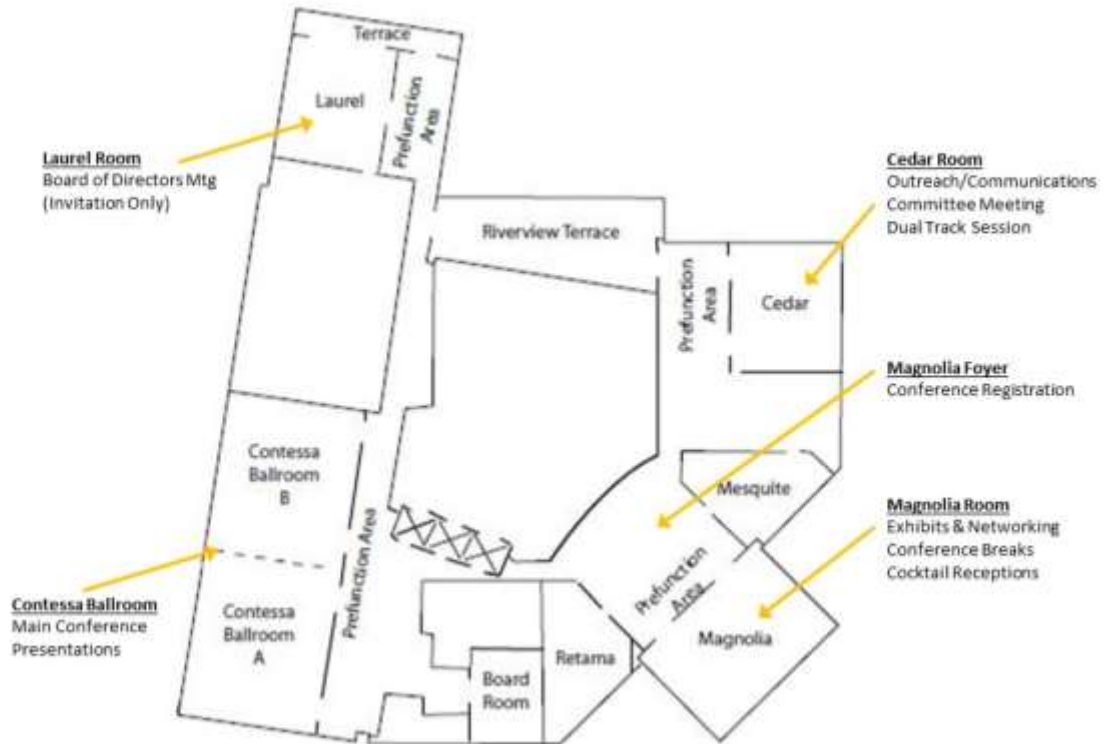 Terrace
Laurel
Prefunction
Area
Laurel Room
Board of Directors Mtg
(Invitation Only)
Cedar Room
Outreach/Communications
Committee Meeting
Dual Track Session
Riverview Terrace
Prefunction
Area
Cedar
Magnolia Foyer
Conference Registration
Contessa
Ballroom
B
Mesquite
Magnolia Room
Exhibits & Networking
Conference Breaks
Cocktail Receptions
Prefunction Area
Prefunction
Area
Contessa Ballroom
Main Conference
Presentations
Contessa
Ballroom
A
Magnolia
Retama
Board
Room